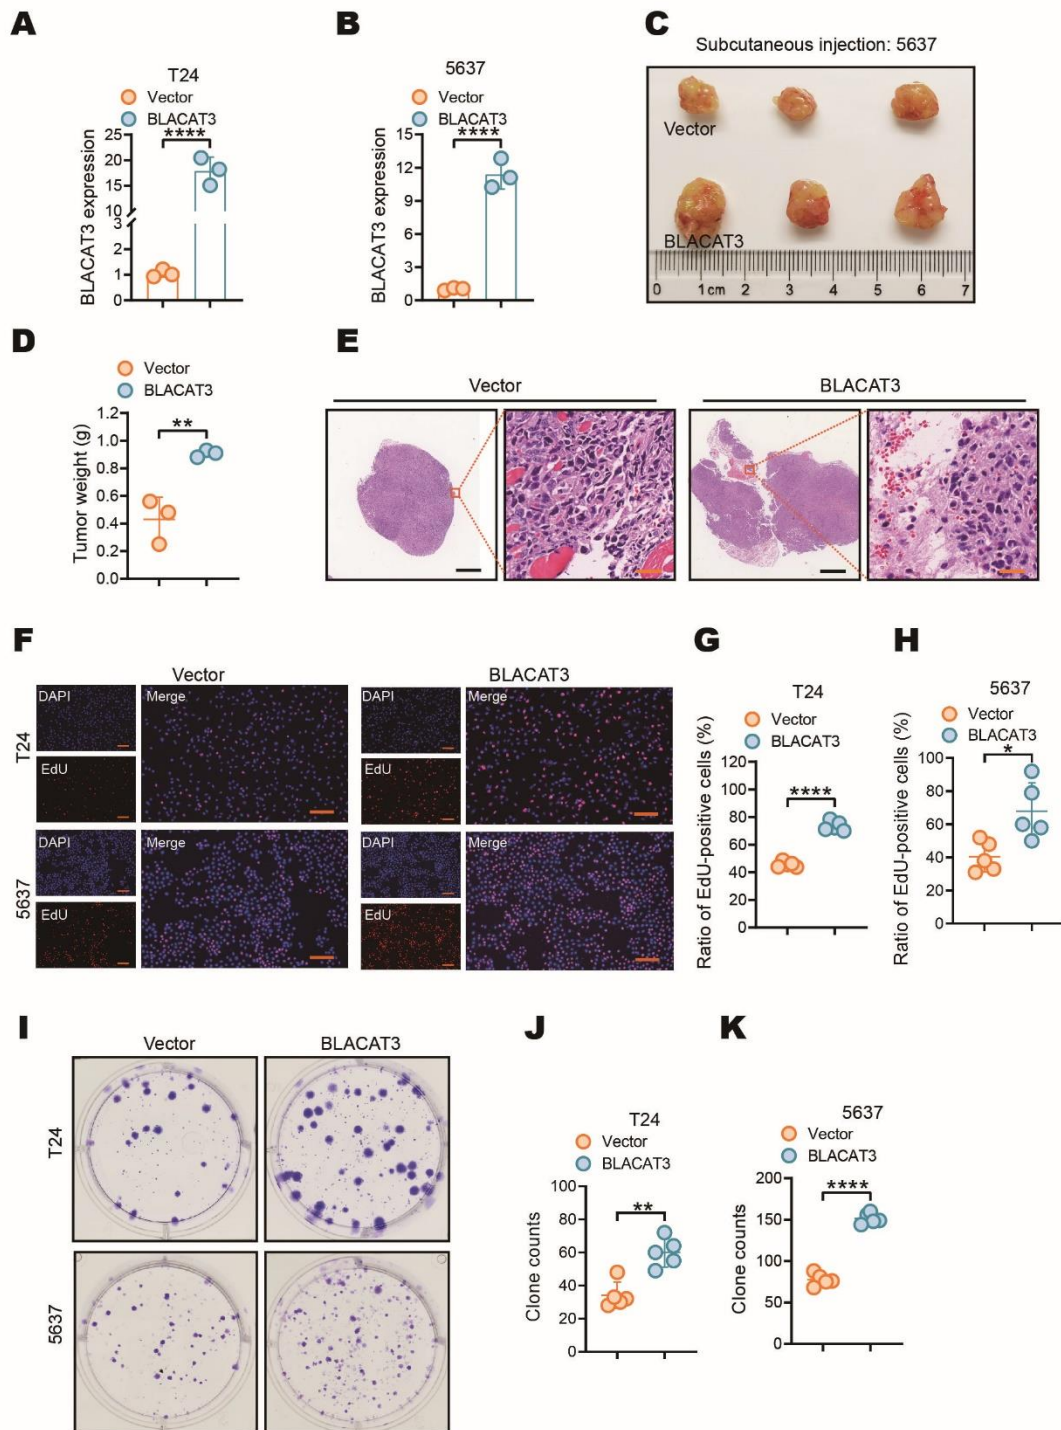 A
T24
Vector
BLACAT3
****
BLACAT3 expression
25
20
15
10
3
2
1
0
B
5637
Vector
BLACAT3
****
BLACAT3 expression
15
12
9
6
3
0
C
Subcutaneous injection: 5637
Vector
BLACAT3
0 1cm 2 3 4 5 6 7
D
Vector
BLACAT3
**
Tumor weight (g)
1.2
1.0
0.8
0.6
0.4
0.2
0.0
E
Vector BLACAT3
F
Vector BLACAT3
T24
DAPI Merge DAPI Merge
EdU EdU
5637
DAPI Merge DAPI Merge
EdU EdU
G
T24
Vector
BLACAT3
****
Ratio of EdU-positive cells (%)
120
100
80
60
40
20
0
H
5637
Vector
BLACAT3
*
Ratio of EdU-positive cells (%)
100
80
60
40
20
0
I
Vector BLACAT3
T24
5637
J
T24
Vector
BLACAT3
**
Clone counts
100
80
60
40
20
0
K
5637
Vector
BLACAT3
****
Clone counts
200
150
100
50
0